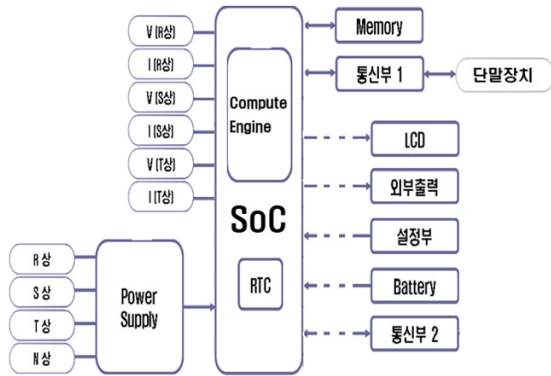 V (R상)
I (R상)
V (S상)
I (S상)
V (T상)
I (T상)
R 상
S 상
T 상
N 상
Power
Supply
Compute
Engine
SoC
RTC
Memory
통신부 1
단말장치
LCD
외부출력
설정부
Battery
통신부 2